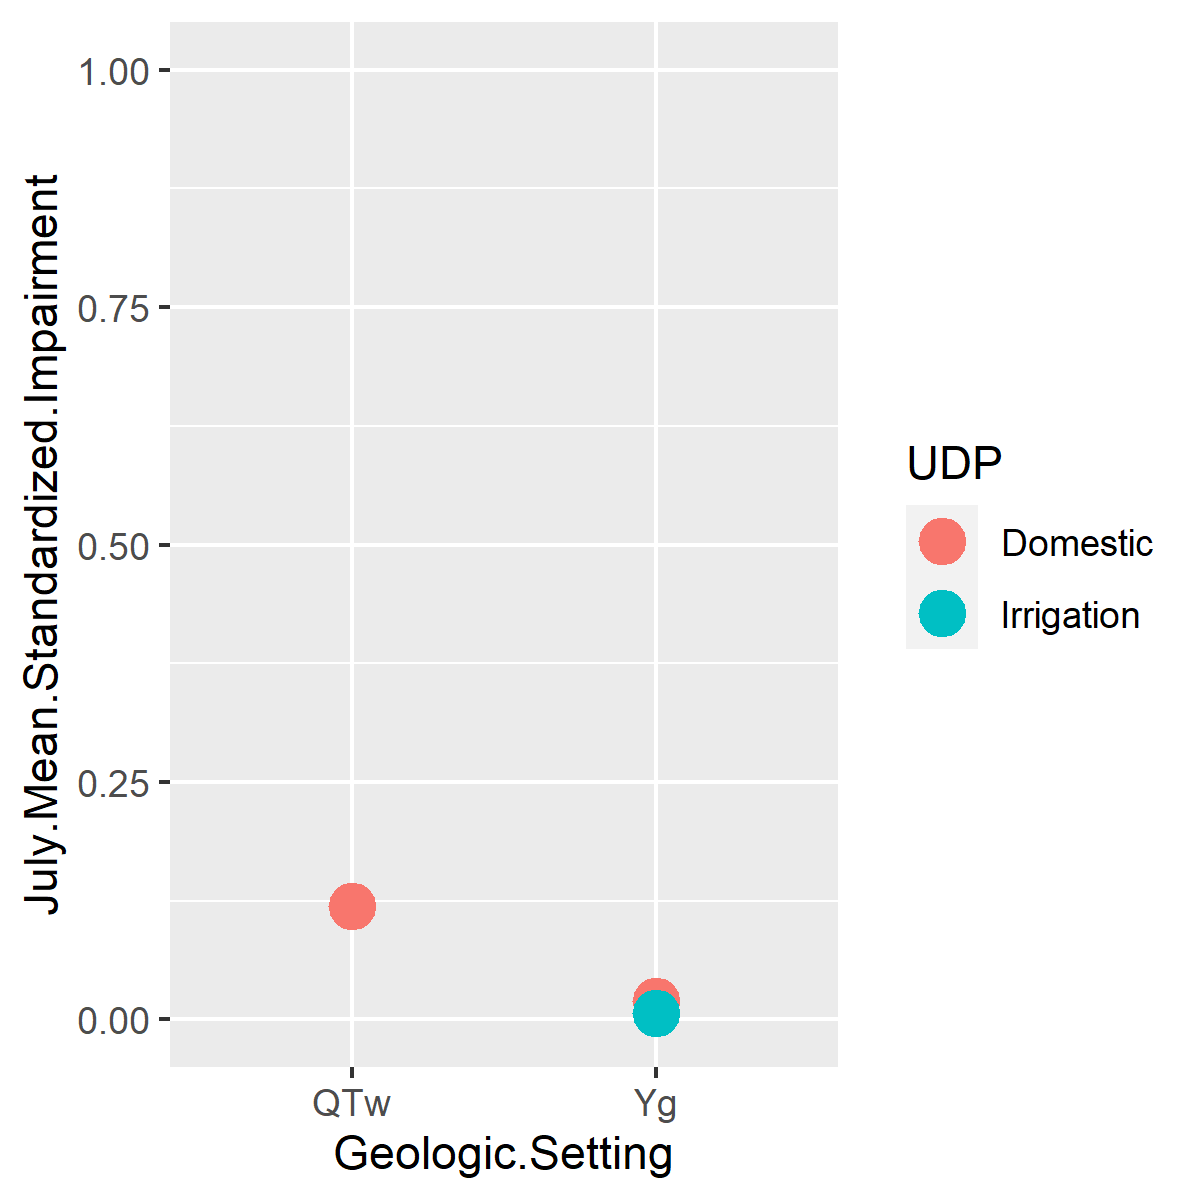 1.00
0.75
0.50
0.25
0.00
July.Mean.Standardized.Impairment
QTw
Yg
Geologic.Setting
UDP
Domestic
Irrigation